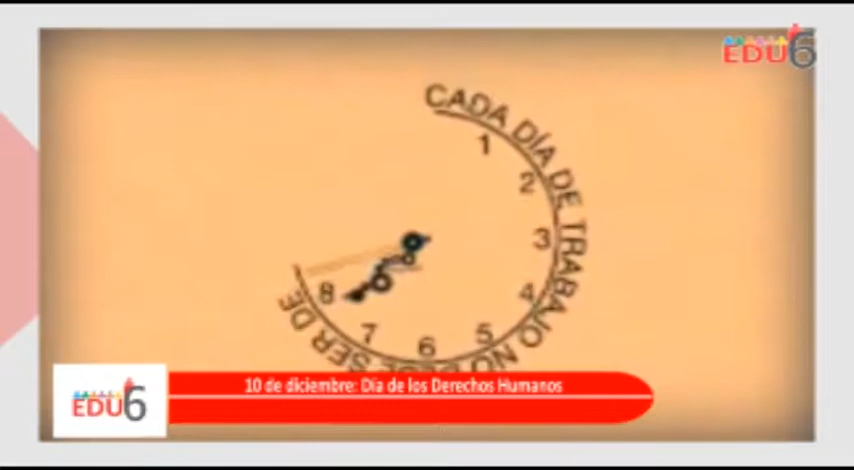 EDU6
CADA DÍA DE TRABAJO NO DEBE SER DE
1
2
3
4
5
6
7
8
EDU6
10 de diciembre: Día de los Derechos Humanos